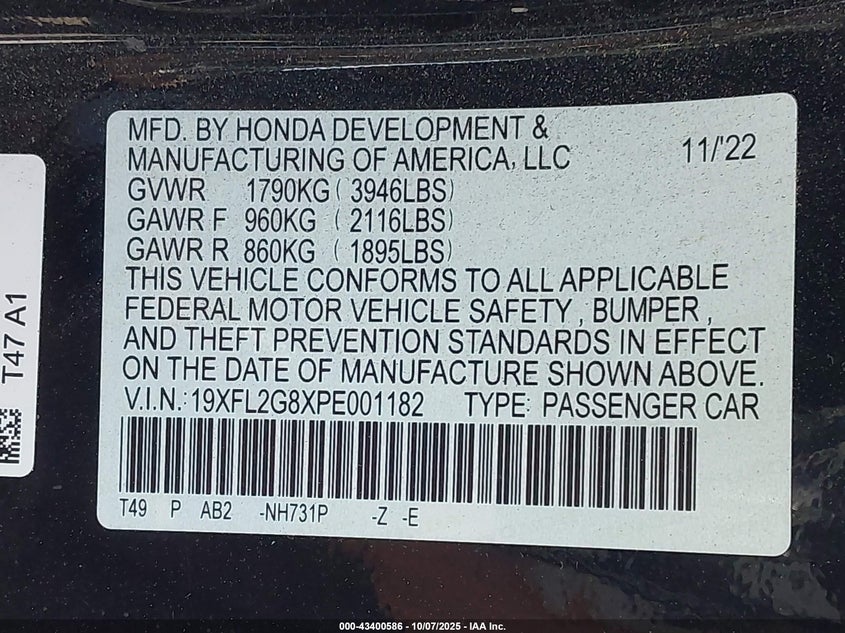 MFD. BY HONDA DEVELOPMENT &
MANUFACTURING OF AMERICA, LLC 11/'22
GVWR 1790KG ( 3946LBS)
GAWR F 960KG ( 2116LBS)
GAWR R 860KG ( 1895LBS)
THIS VEHICLE CONFORMS TO ALL APPLICABLE
FEDERAL MOTOR VEHICLE SAFETY , BUMPER ,
AND THEFT PREVENTION STANDARDS IN EFFECT
ON THE DATE OF MANUFACTURE SHOWN ABOVE.
V.I.N.: 19XFL2G8XPE001182 TYPE: PASSENGER CAR
T49 P AB2 -NH731P -Z -E
T47 A1
000-43400586 - 10/07/2025 - IAA Inc.